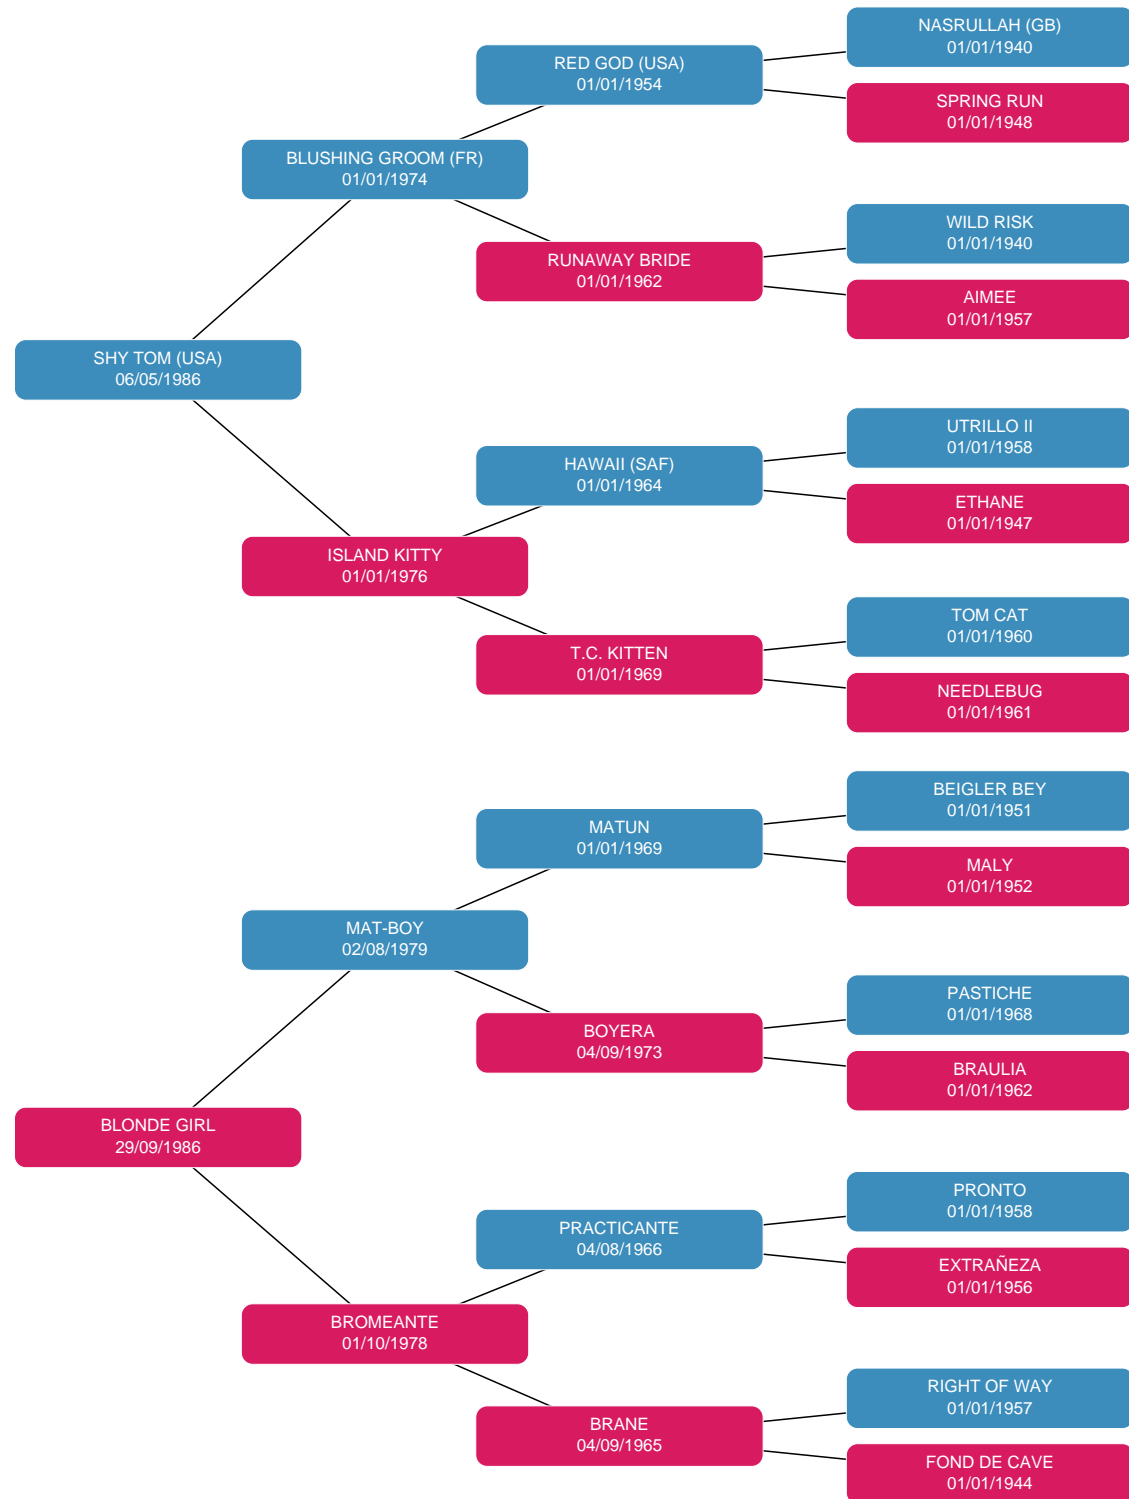 NASRULLAH (GB)
01/01/1940
RED GOD (USA)
01/01/1954
SPRING RUN
01/01/1948
BLUSHING GROOM (FR)
01/01/1974
WILD RISK
01/01/1940
RUNAWAY BRIDE
01/01/1962
AIMEE
01/01/1957
SHY TOM (USA)
06/05/1986
UTRILLO II
01/01/1958
HAWAII (SAF)
01/01/1964
ETHANE
01/01/1947
ISLAND KITTY
01/01/1976
TOM CAT
01/01/1960
T.C. KITTEN
01/01/1969
NEEDLEBUG
01/01/1961
BEIGLER BEY
01/01/1951
MATUN
01/01/1969
MALY
01/01/1952
MAT-BOY
02/08/1979
PASTICHE
01/01/1968
BOYERA
04/09/1973
BRAULIA
01/01/1962
BLONDE GIRL
29/09/1986
PRONTO
01/01/1958
PRACTICANTE
04/08/1966
EXTRAÑEZA
01/01/1956
BROMEANTE
01/10/1978
RIGHT OF WAY
01/01/1957
BRANE
04/09/1965
FOND DE CAVE
01/01/1944